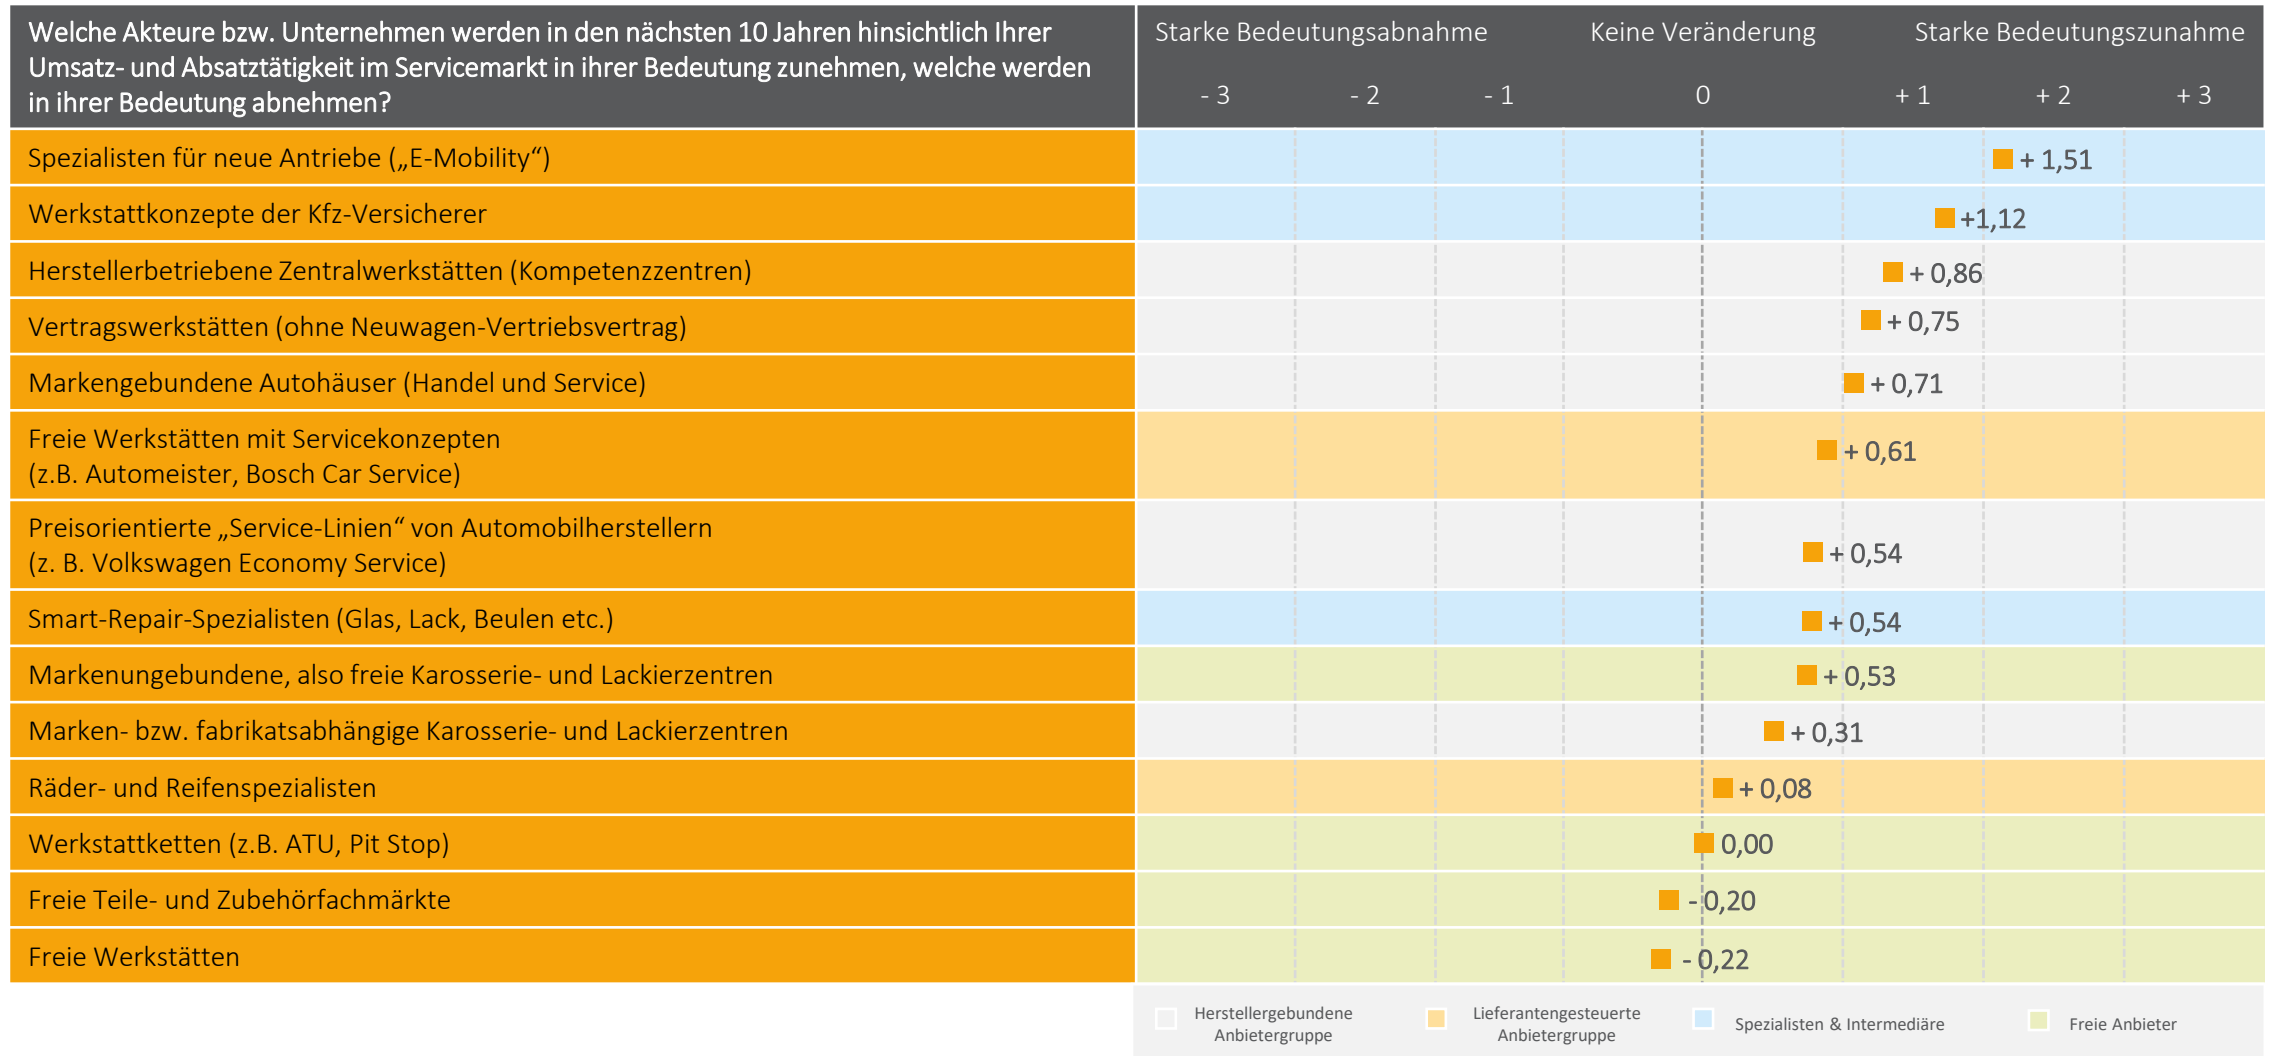 Welche Akteure bzw. Unternehmen werden in den nächsten 10 Jahren hinsichtlich Ihrer
Umsatz- und Absatztätigkeit im Servicemarkt in ihrer Bedeutung zunehmen, welche werden
in ihrer Bedeutung abnehmen?
Starke Bedeutungsabnahme Keine Veränderung Starke Bedeutungszunahme
- 3 - 2 - 1 0 + 1 + 2 + 3
Spezialisten für neue Antriebe („E-Mobility“) + 1,51
Werkstattkonzepte der Kfz-Versicherer +1,12
Herstellerbetriebene Zentralwerkstätten (Kompetenzzentren) + 0,86
Vertragswerkstätten (ohne Neuwagen-Vertriebsvertrag) + 0,75
Markengebundene Autohäuser (Handel und Service) + 0,71
Freie Werkstätten mit Servicekonzepten
(z.B. Automeister, Bosch Car Service)
+ 0,61
Preisorientierte „Service-Linien“ von Automobilherstellern
(z. B. Volkswagen Economy Service)
+ 0,54
Smart-Repair-Spezialisten (Glas, Lack, Beulen etc.) + 0,54
Markenungebundene, also freie Karosserie- und Lackierzentren + 0,53
Marken- bzw. fabrikatsabhängige Karosserie- und Lackierzentren + 0,31
Räder- und Reifenspezialisten + 0,08
Werkstattketten (z.B. ATU, Pit Stop) 0,00
Freie Teile- und Zubehörfachmärkte - 0,20
Freie Werkstätten - 0,22
Herstellergebundene
Anbietergruppe
Lieferantengesteuerte
Anbietergruppe
Spezialisten & Intermediäre
Freie Anbieter